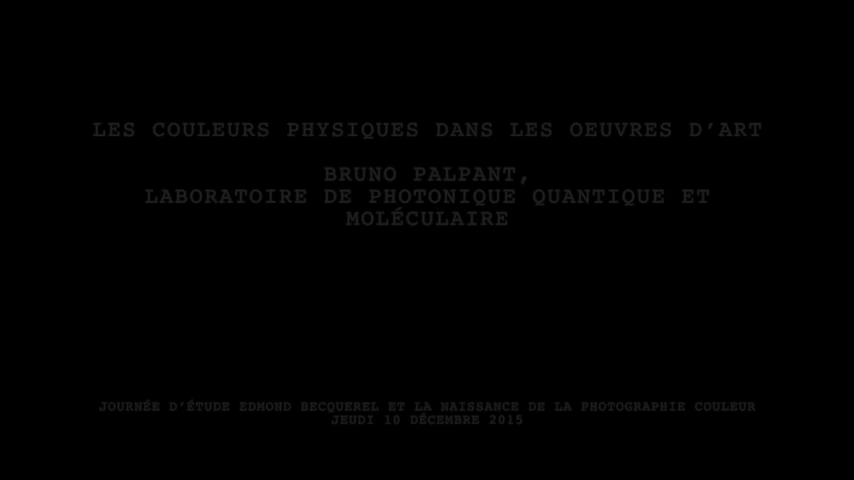 LES COULEURS PHYSIQUES DANS LES OEUVRES D'ART
BRUNO PALPANT,
LABORATOIRE DE PHOTONIQUE QUANTIQUE ET
MOLÉCULAIRE
JOURNÉE D'ÉTUDE EDMOND BECQUEREL ET LA NAISSANCE DE LA PHOTOGRAPHIE COULEUR
JEUDI 10 DÉCEMBRE 2015